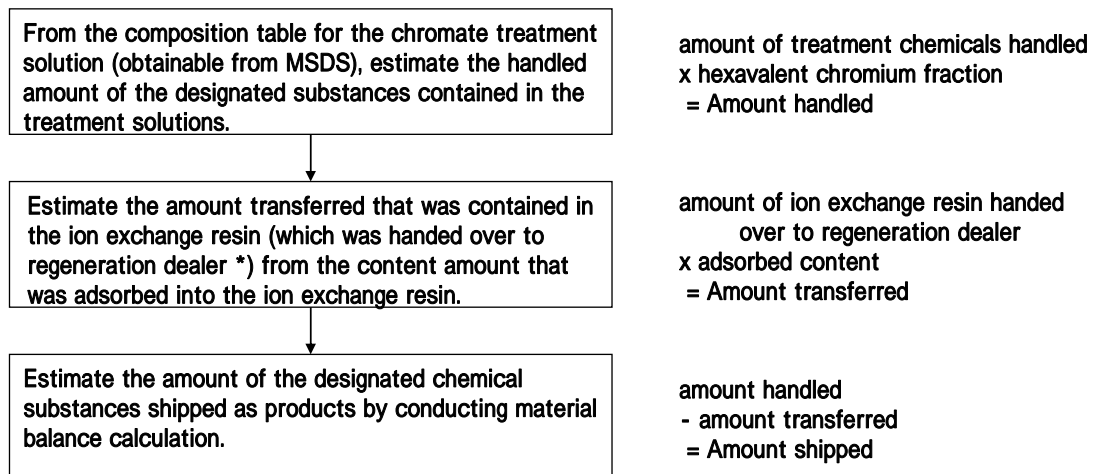 From the composition table for the chromate treatment
solution (obtainable from MSDS), estimate the handled
amount of the designated substances contained in the
treatment solutions.
amount of treatment chemicals handled
x hexavalent chromium fraction
= Amount handled
Estimate the amount transferred that was contained in
the ion exchange resin (which was handed over to
regeneration dealer *) from the content amount that
was adsorbed into the ion exchange resin.
amount of ion exchange resin handed
over to regeneration dealer
x adsorbed content
= Amount transferred
Estimate the amount of the designated chemical
substances shipped as products by conducting material
balance calculation.
amount handled
- amount transferred
= Amount shipped